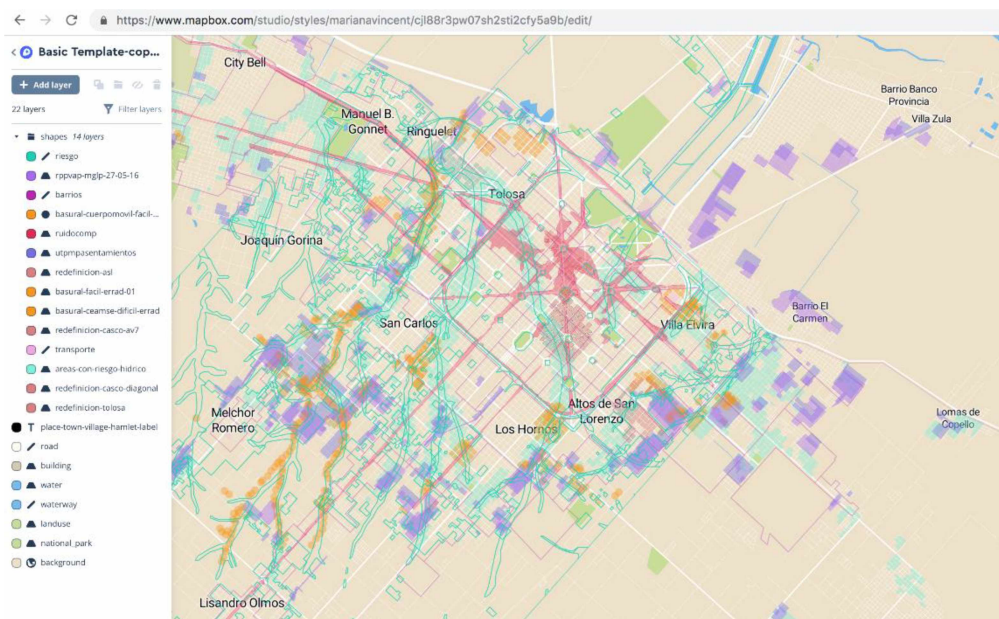 https://www.mapbox.com/studio/styles/marianavincent/cjl88r3pw07sh2sti2cfy5a9b/edit/
Basic Template-cop...
+ Add layer
22 layers
Filter layers
shapes 14 layers
riesgo
rppvap-mglp-27-05-16
barrios
basural-cuerpomovil-facil-...
ruidocomp
utpmpasentamientos
redefinicion-asl
basural-facil-errad-01
basural-ceamse-dificil-errad
redefinicion-casco-av7
transporte
areas-con-riesgo-hidrico
redefinicion-casco-diagonal
redefinicion-tolosa
T place-town-village-hamlet-label
road
building
water
waterway
landuse
national_park
background
City Bell
Manuel B.
Gonnet
Ringuelet
Barrio Banco
Provincia
Villa Zula
Tolosa
Joaquín Gorina
San Carlos
Villa Elvira
Barrio El
Carmen
Melchor
Romero
Altos de San
Lorenzo
Los Hornos
Lomas de
Copello
Lisandro Olmos